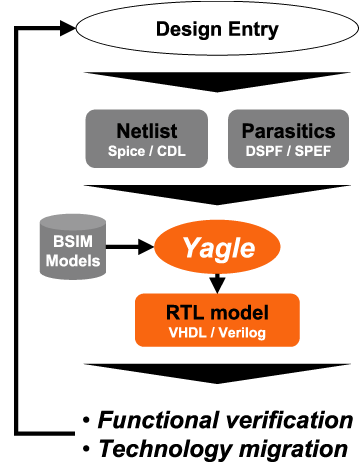 Design Entry
Netlist
Spice / CDL
Parasitics
DSPF / SPEF
BSIM
Models
Yagle
RTL model
VHDL / Verilog
• Functional verification
• Technology migration